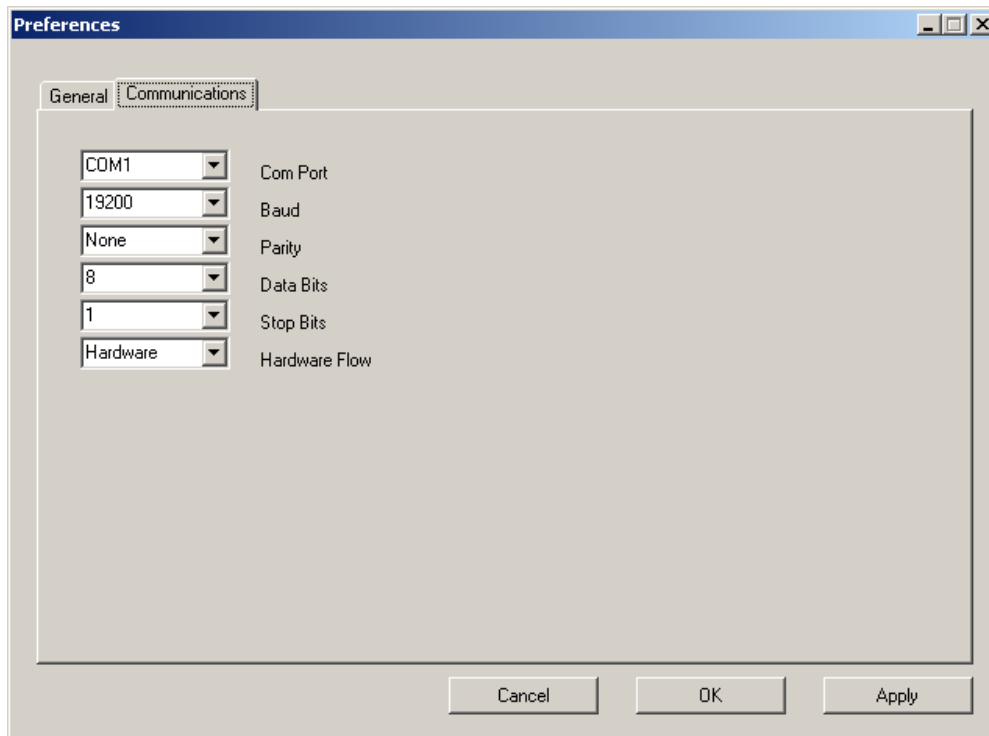 Preferences
General Communications
COM1 Com Port
19200 Baud
None Parity
8 Data Bits
1 Stop Bits
Hardware Hardware Flow
Cancel OK Apply